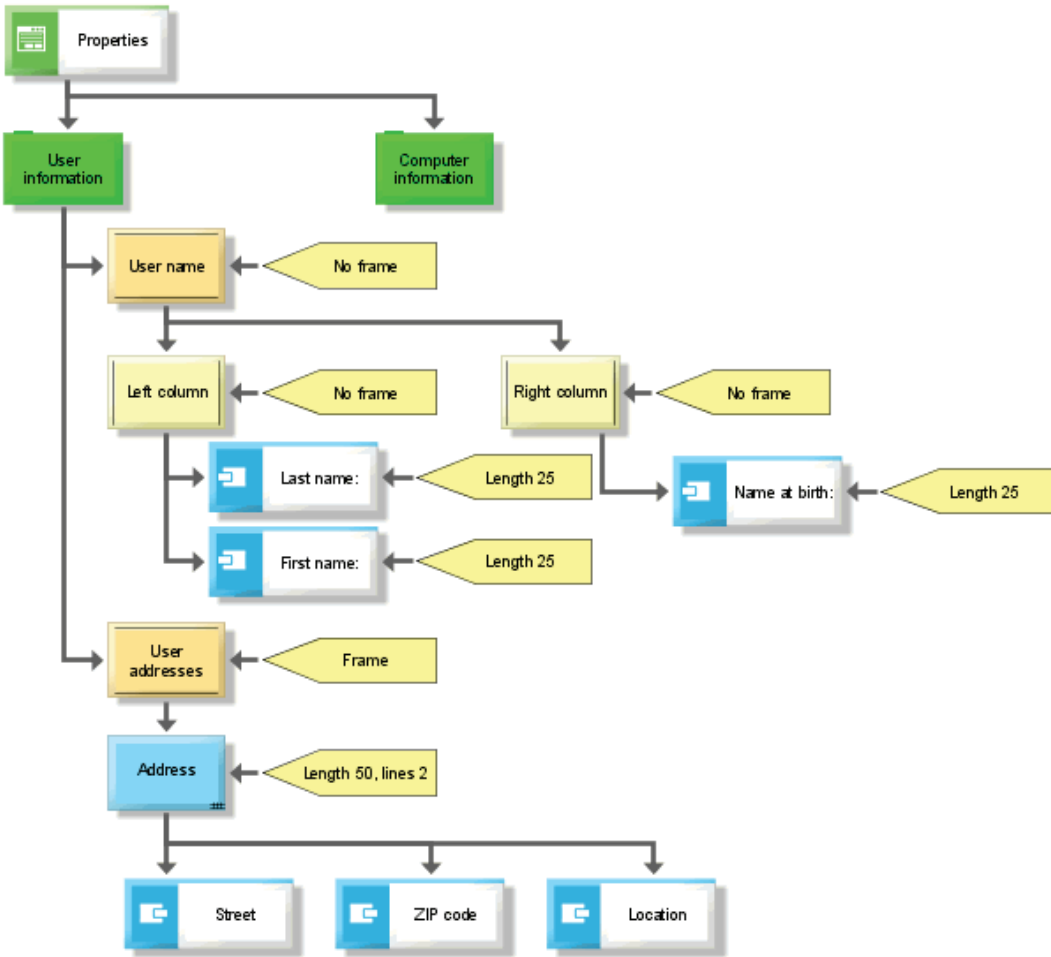 Properties
User
information
Computer
information
User name
No frame
Left column
No frame
Right column
No frame
Last name:
Length 25
Name at birth:
Length 25
First name:
Length 25
User
addresses
Frame
Address
Length 50, lines 2
Street
ZIP code
Location